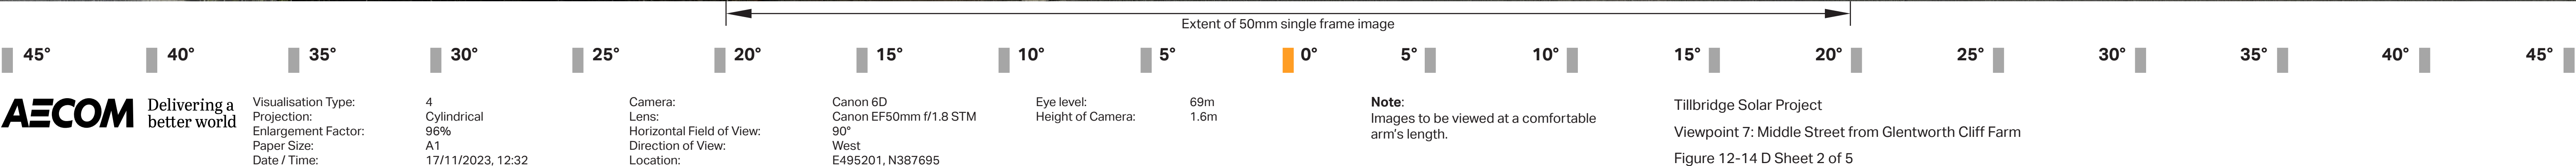 Extent of 50mm single frame image
45° 40° 35° 30° 25° 20° 15° 10° 5° 0° 5° 10° 15° 20° 25° 30° 35° 40° 45°
AECOM
Delivering a
better world
Visualisation Type: 4
Projection: Cylindrical
Enlargement Factor: 96%
Paper Size: A1
Date / Time: 17/11/2023, 12:32
Camera: Canon 6D
Lens: Canon EF50mm f/1.8 STM
Horizontal Field of View: 90°
Direction of View: West
Location: E495201, N387695
Eye level: 69m
Height of Camera: 1.6m
Note:
Images to be viewed at a comfortable
arm's length.
Tillbridge Solar Project
Viewpoint 7: Middle Street from Glentworth Cliff Farm
Figure 12-14 D Sheet 2 of 5